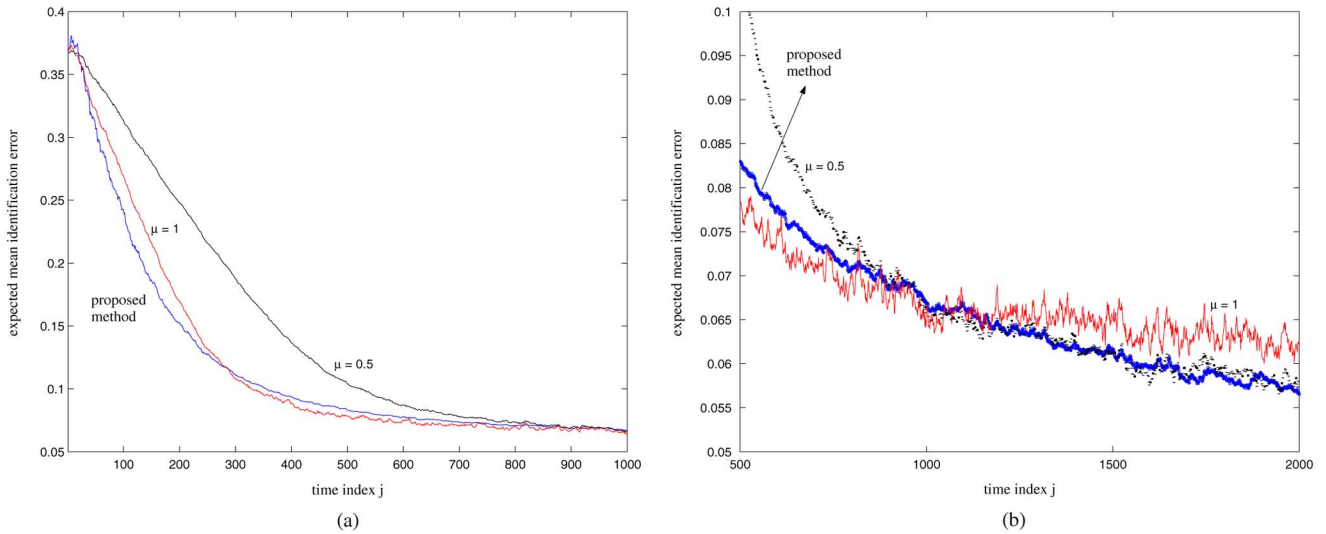 0.4
0.35
0.3
0.25
0.2
0.15
0.1
0.05
expected mean identification error
μ = 1
proposed
method
μ = 0.5
100 200 300 400 500 600 700 800 900 1000
time index j
(a)
0.1
0.095
0.09
0.085
0.08
0.075
0.07
0.065
0.06
0.055
0.05
expected mean identification error
proposed
method
μ = 0.5
μ = 1
500 1000 1500 2000
time index j
(b)